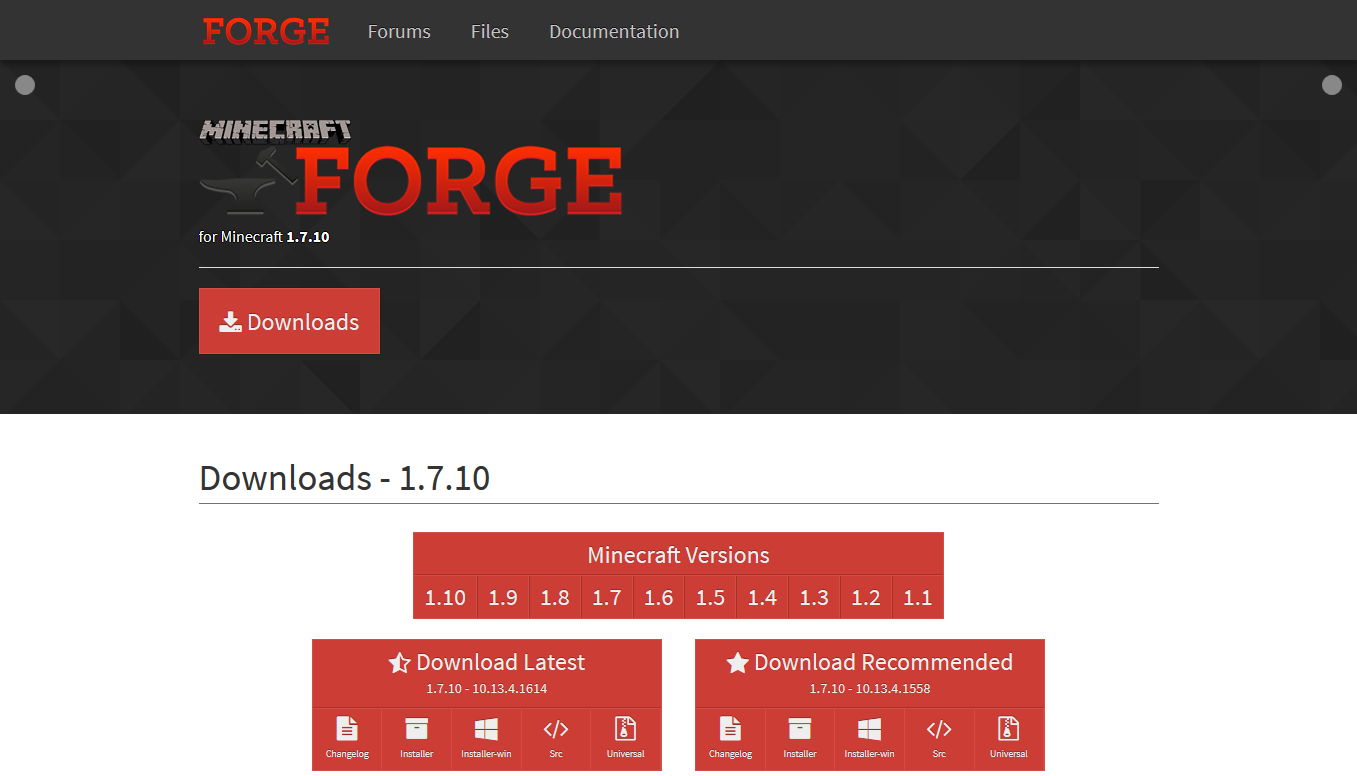 FORGE Forums Files Documentation
MINECRAFT
FORGE
for Minecraft 1.7.10
Downloads
Downloads - 1.7.10
Minecraft Versions
1.10 1.9 1.8 1.7 1.6 1.5 1.4 1.3 1.2 1.1
Download Latest Download Recommended
1.7.10 - 10.13.4.1614 1.7.10 - 10.13.4.1558
Changelog Installer Installer-win Src Universal Changelog Installer Installer-win Src Universal